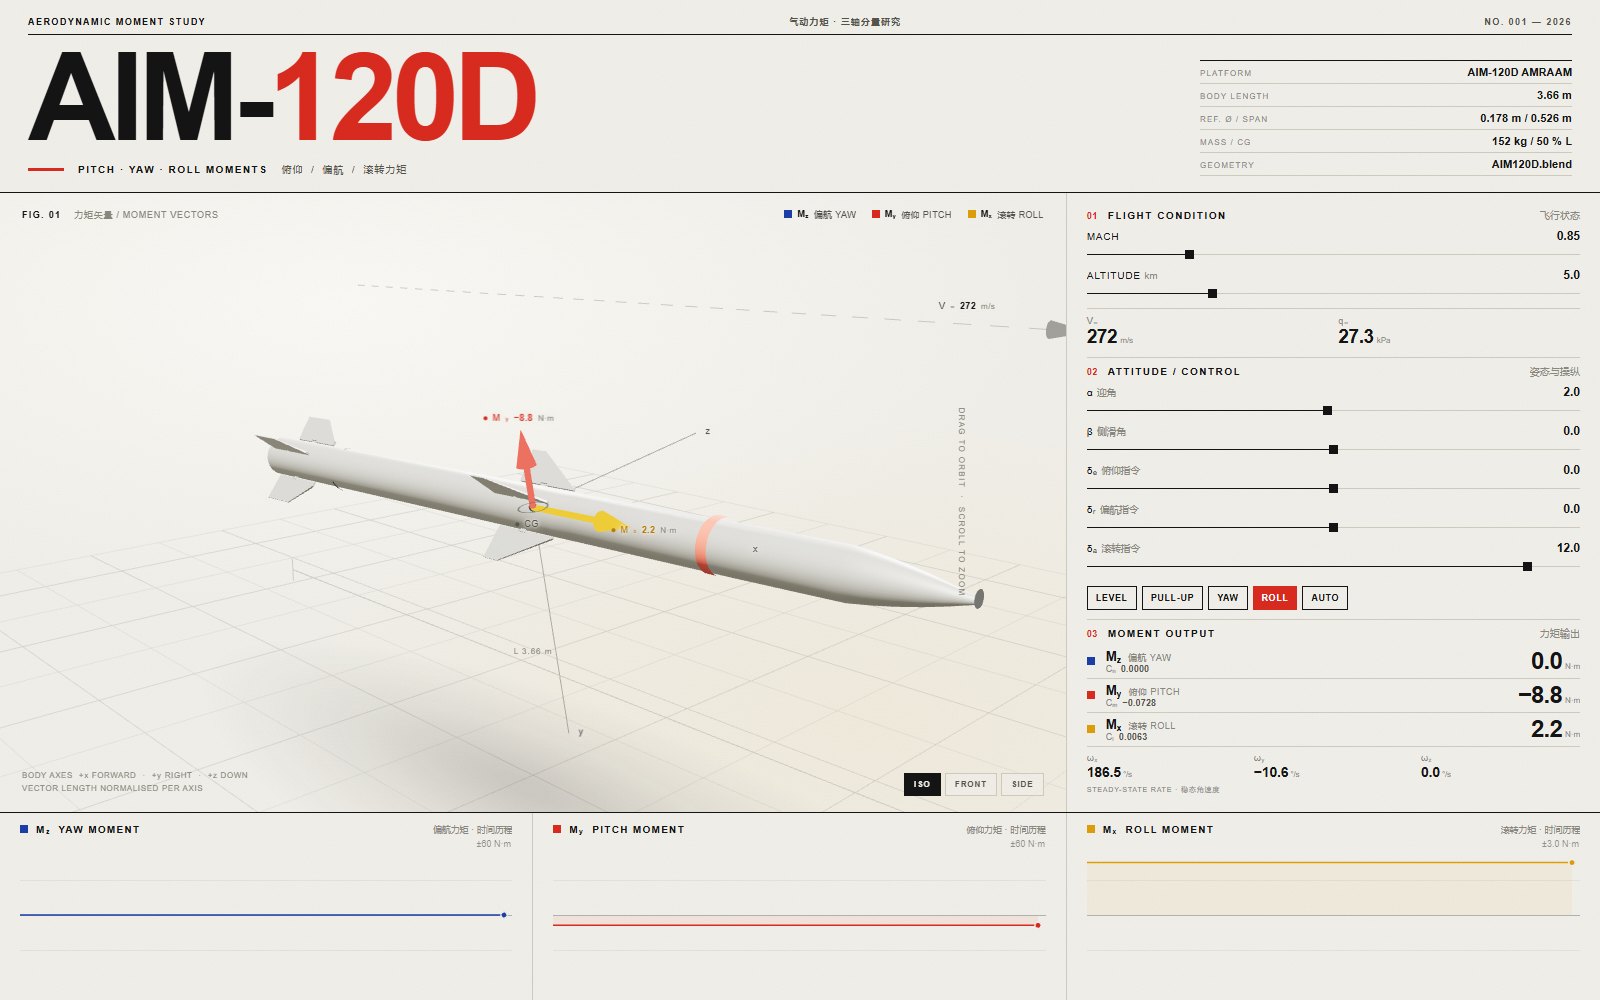 AERODYNAMIC MOMENT STUDY
气动力矩 · 三轴分量研究
NO. 001 — 2026
AIM-120D
PITCH · YAW · ROLL MOMENTS 俯仰 / 偏航 / 滚转力矩
PLATFORM AIM-120D AMRAAM
BODY LENGTH 3.66 m
REF. Ø / SPAN 0.178 m / 0.526 m
MASS / CG 152 kg / 50 % L
GEOMETRY AIM120D.blend
FIG. 01 力矩矢量 / MOMENT VECTORS
Mz 偏航 YAW My 俯仰 PITCH Mx 滚转 ROLL
V∞ 272 m/s
My −8.8 N·m
z
CG
Mx 2.2 N·m
x
DRAG TO ORBIT · SCROLL TO ZOOM
L 3.66 m
y
BODY AXES +x FORWARD · +y RIGHT · +z DOWN
VECTOR LENGTH NORMALISED PER AXIS
ISO FRONT SIDE
01 FLIGHT CONDITION 飞行状态
MACH 0.85
ALTITUDE km 5.0
V∞ q∞
272 m/s 27.3 kPa
02 ATTITUDE / CONTROL 姿态与操纵
α 迎角 2.0
β 侧滑角 0.0
δe 俯仰指令 0.0
δr 偏航指令 0.0
δa 滚转指令 12.0
LEVEL PULL-UP YAW ROLL AUTO
03 MOMENT OUTPUT 力矩输出
Mz 偏航 YAW 0.0 N·m
Cn 0.0000
My 俯仰 PITCH −8.8 N·m
Cm −0.0728
Mx 滚转 ROLL 2.2 N·m
Cl 0.0063
ωx ωy ωz
186.5 °/s −10.6 °/s 0.0 °/s
STEADY-STATE RATE · 稳态角速度
Mz YAW MOMENT 偏航力矩 · 时间历程
±60 N·m
My PITCH MOMENT 俯仰力矩 · 时间历程
±60 N·m
Mx ROLL MOMENT 滚转力矩 · 时间历程
±3.0 N·m